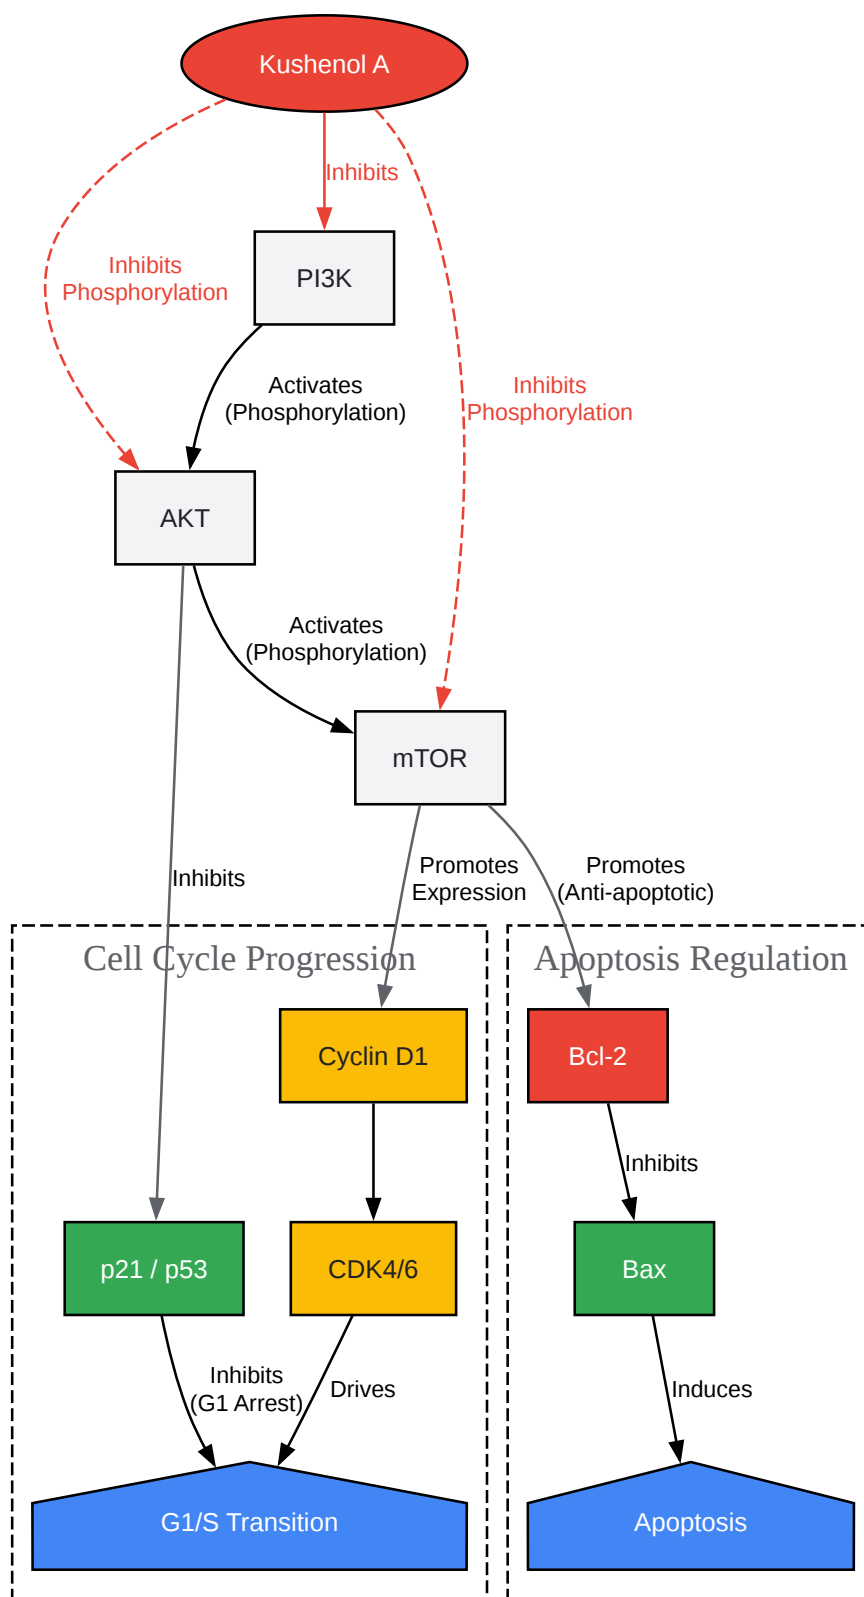 Kushenol A
Inhibits
Inhibits
Phosphorylation
PI3K
Activates
(Phosphorylation)
Inhibits
Phosphorylation
AKT
Activates
(Phosphorylation)
mTOR
Inhibits
Promotes
Expression
Promotes
(Anti-apoptotic)
Cell Cycle Progression
Apoptosis Regulation
Cyclin D1
Bcl-2
Inhibits
p21 / p53
CDK4/6
Bax
Inhibits
(G1 Arrest)
Drives
Induces
G1/S Transition
Apoptosis